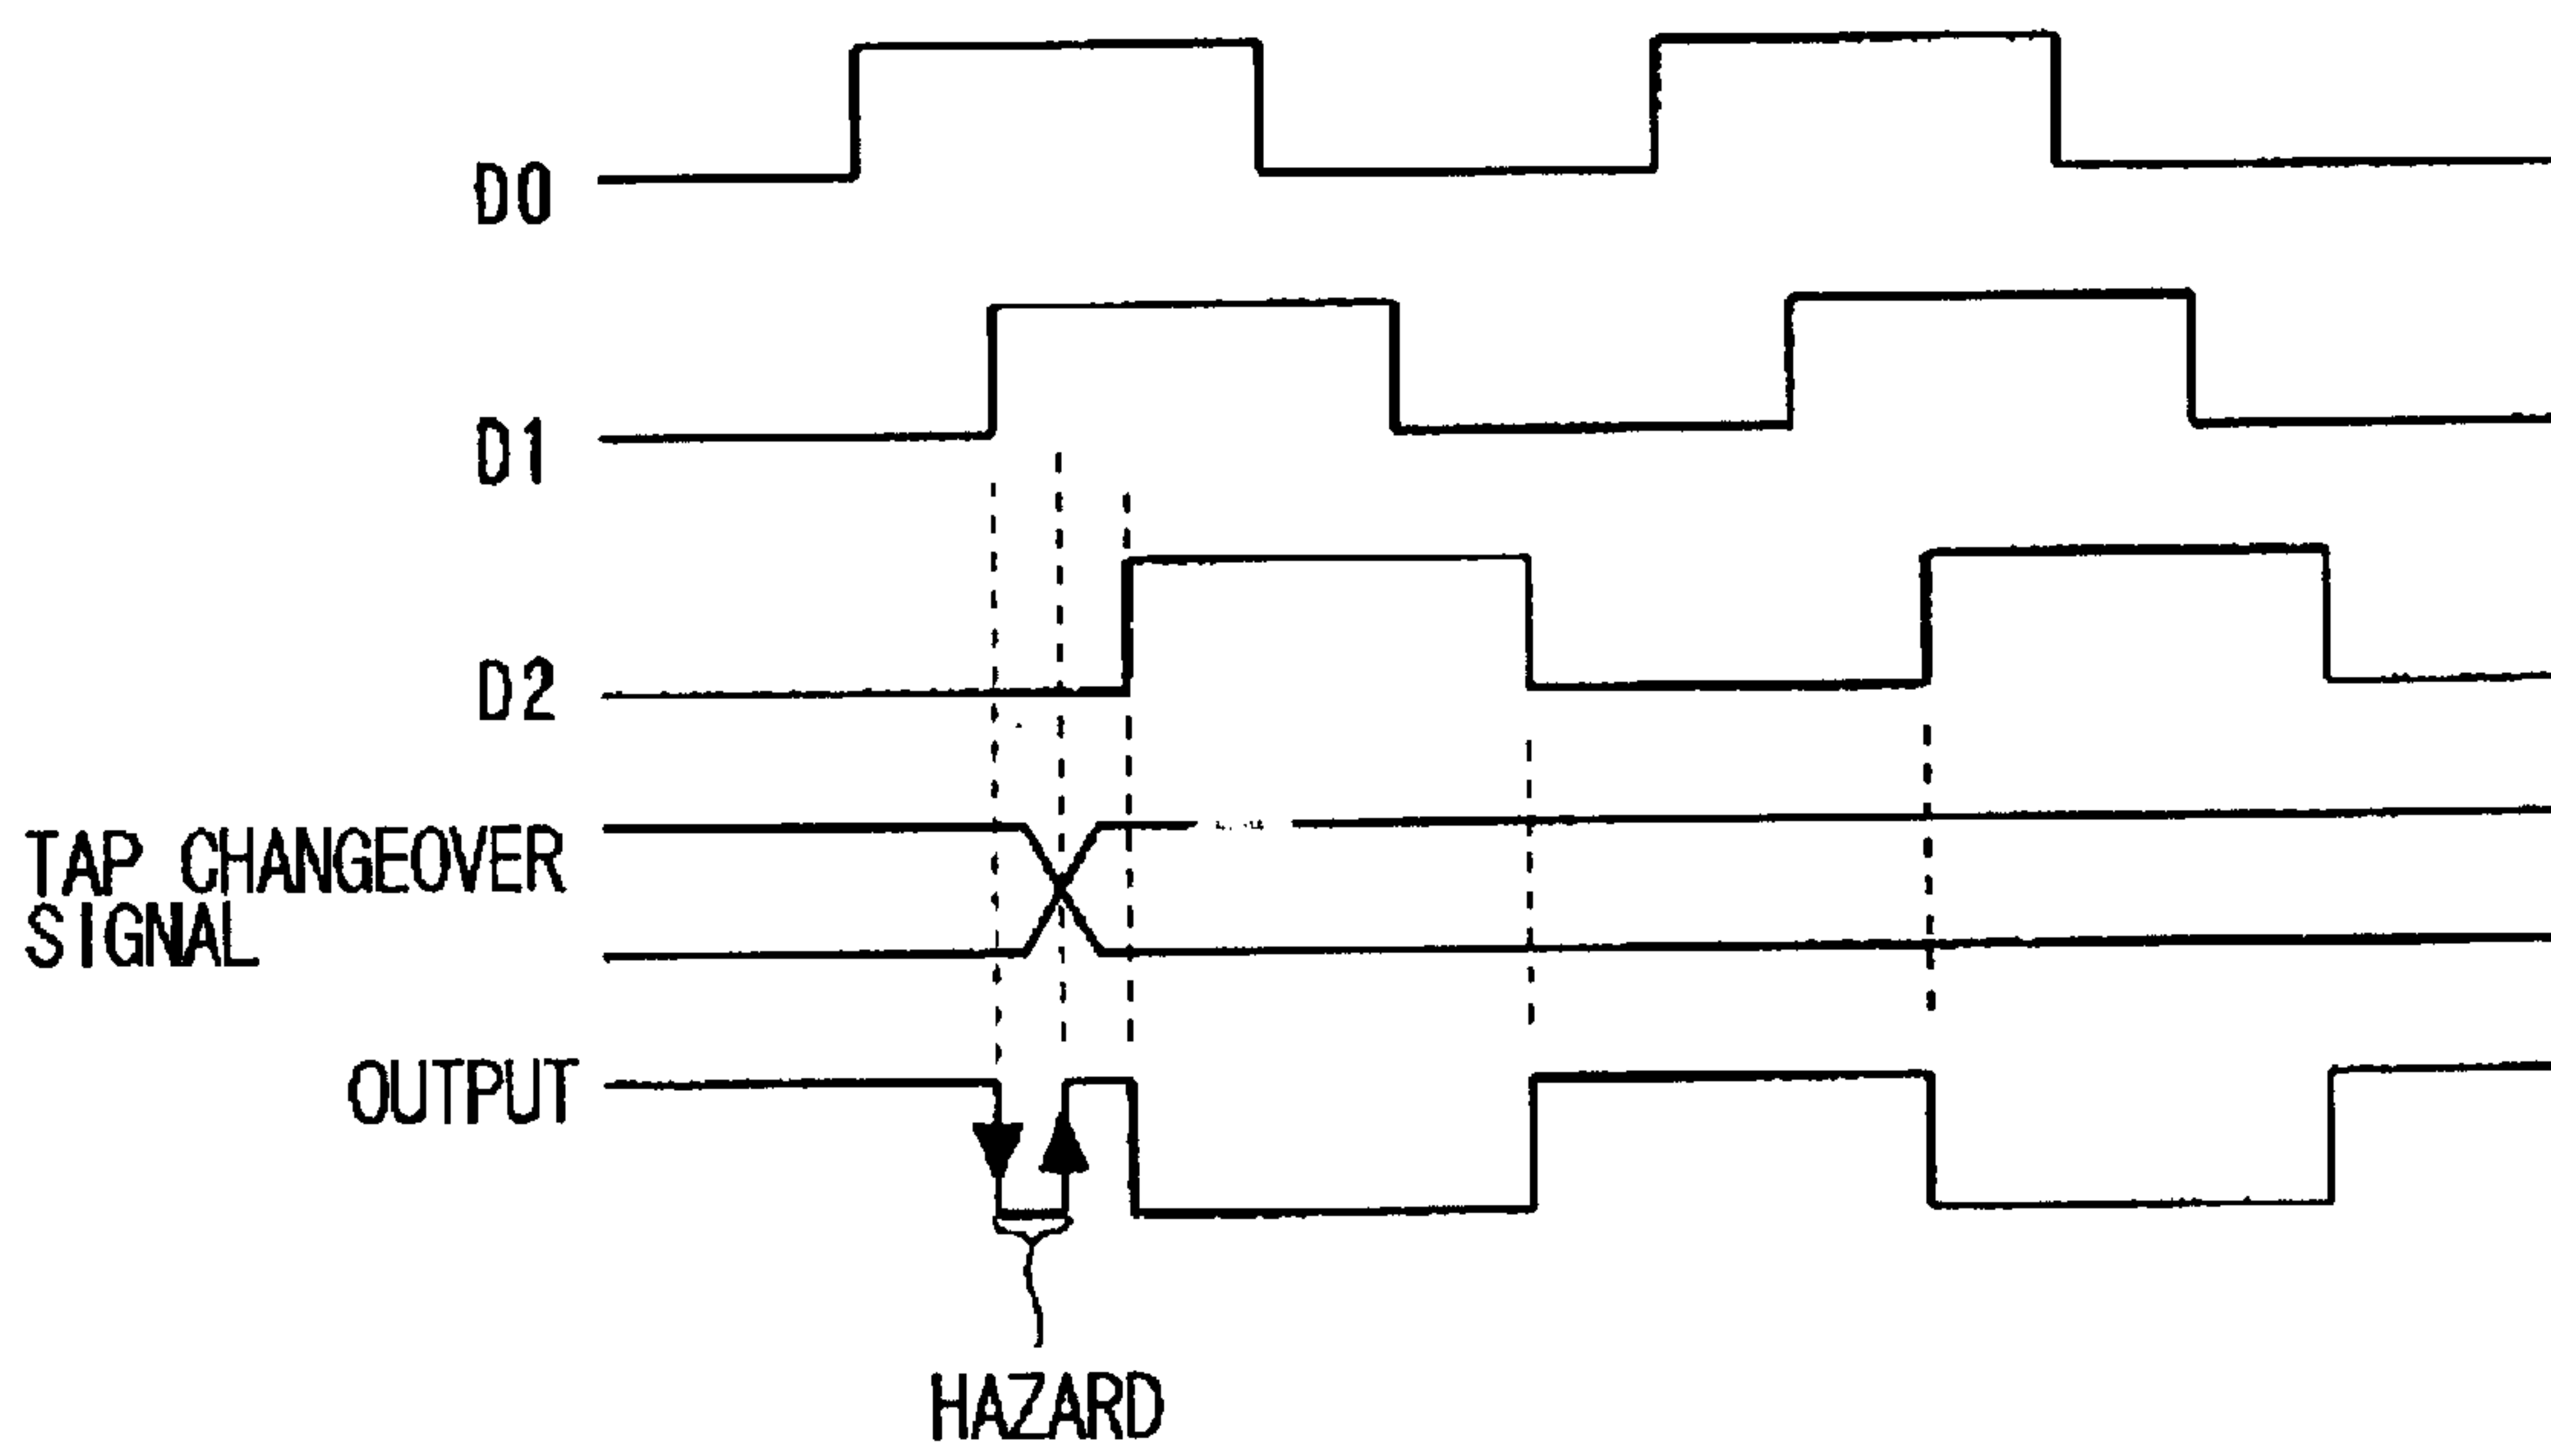 D0
D1
D2
TAP CHANGEOVER
SIGNAL
OUTPUT
HAZARD